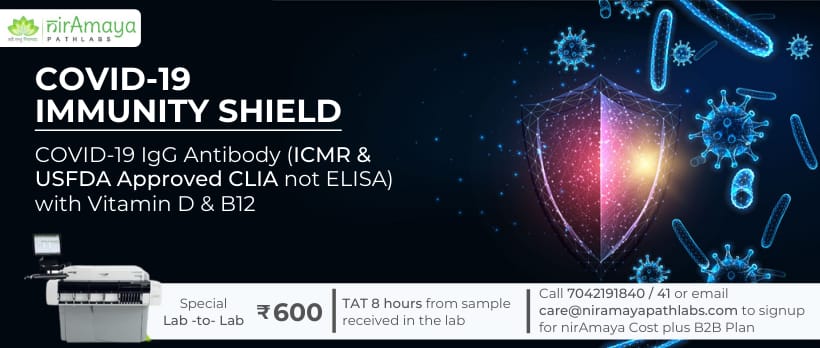 nirAmaya
PATHLABS
COVID-19
IMMUNITY SHIELD
COVID-19 IgG Antibody (ICMR &
USFDA Approved CLIA not ELISA)
with Vitamin D & B12
Special
Lab -to- Lab
₹600
TAT 8 hours from sample
received in the lab
Call 7042191840 / 41 or email
care@niramayapathlabs.com to signup
for nirAmaya Cost plus B2B Plan